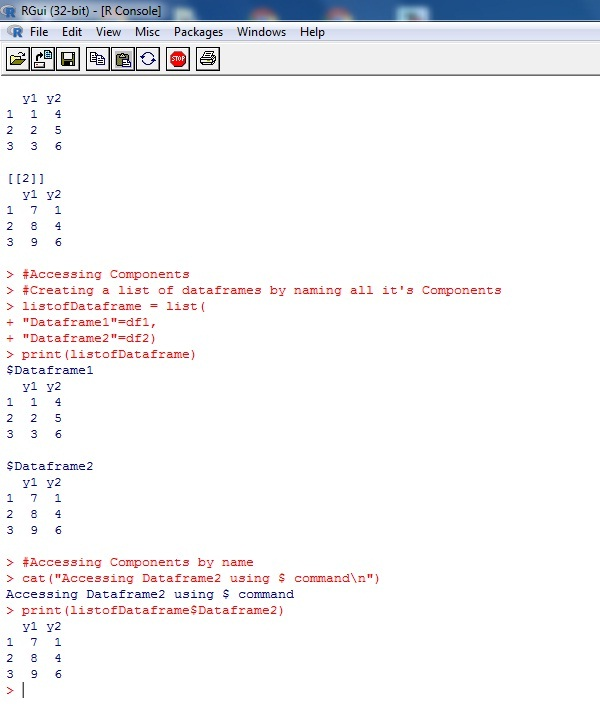 RGui (32-bit) - [R Console]
File Edit View Misc Packages Windows Help
STOP
  y1 y2
1  1  4
2  2  5
3  3  6
[[2]]
  y1 y2
1  7  1
2  8  4
3  9  6
> #Accessing Components
> #Creating a list of dataframes by naming all it's Components
> listofDataframe = list(
+ "Dataframe1"=df1,
+ "Dataframe2"=df2)
> print(listofDataframe)
$Dataframe1
  y1 y2
1  1  4
2  2  5
3  3  6
$Dataframe2
  y1 y2
1  7  1
2  8  4
3  9  6
> #Accessing Components by name
> cat("Accessing Dataframe2 using $ command\n")
Accessing Dataframe2 using $ command
> print(listofDataframe$Dataframe2)
  y1 y2
1  7  1
2  8  4
3  9  6
>